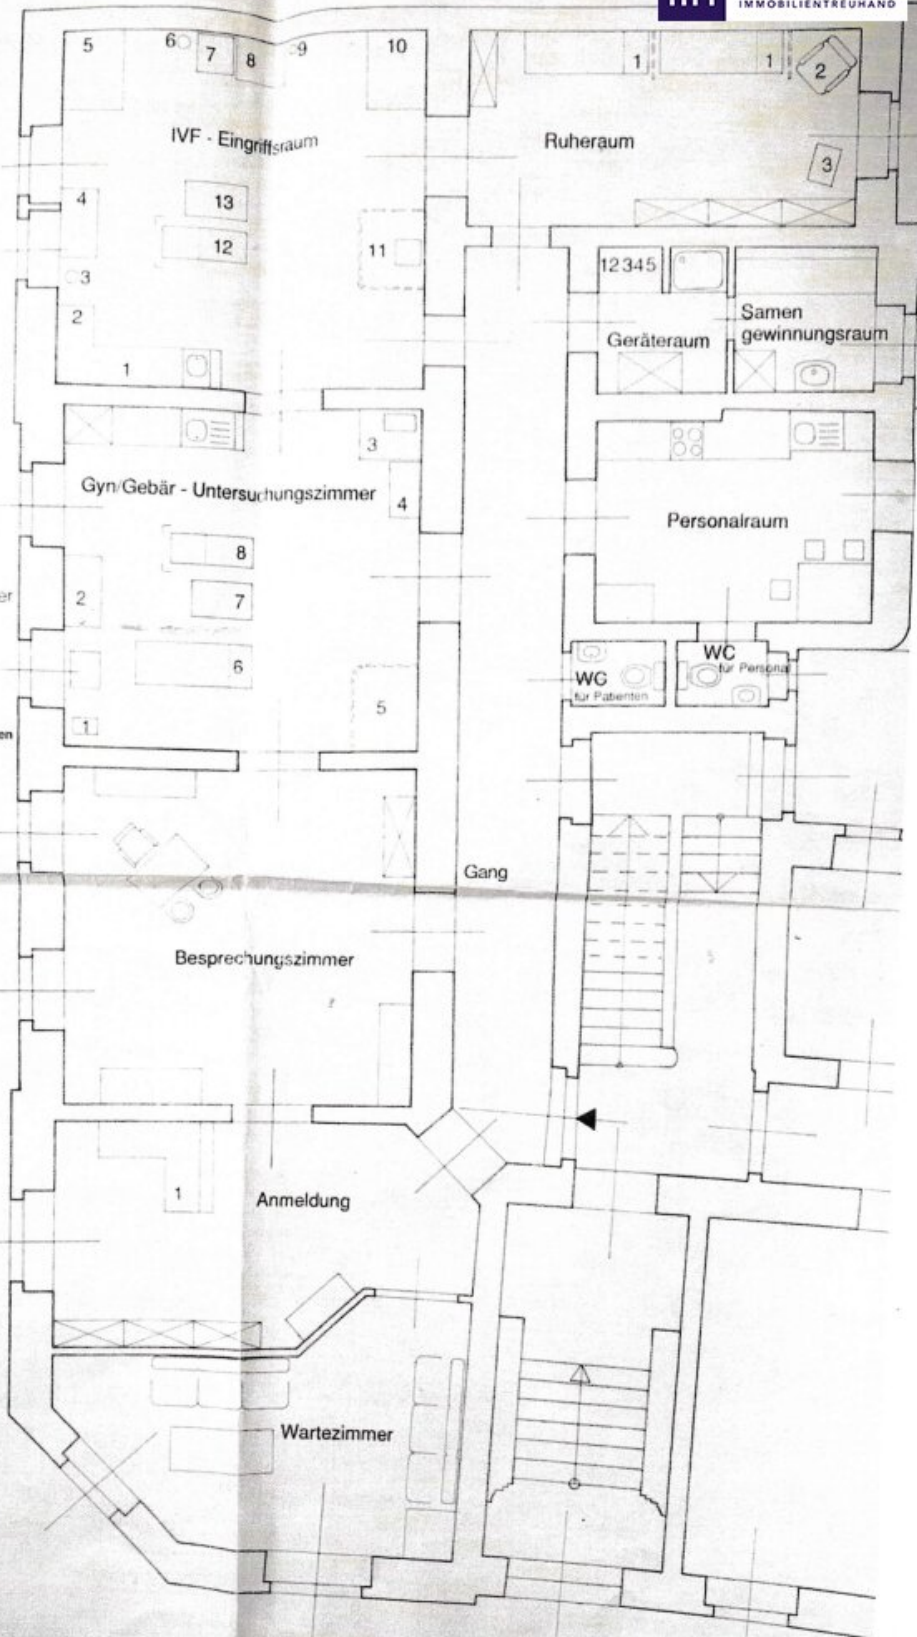 IMMOBILIENTREUHAND
5
6
7
8
9
10
1
1
2
IVF - Eingriffsraum
Ruheraum
3
4
13
12
11
3
2
1
12345
Geräteraum
Samen
gewinnungsraum
3
Gyn/Gebär - Untersuchungszimmer
4
Personalraum
8
7
2
6
5
1
WC
für Patienten
WC
für Personal
er
en
Gang
Besprechungszimmer
1
Anmeldung
Wartezimmer